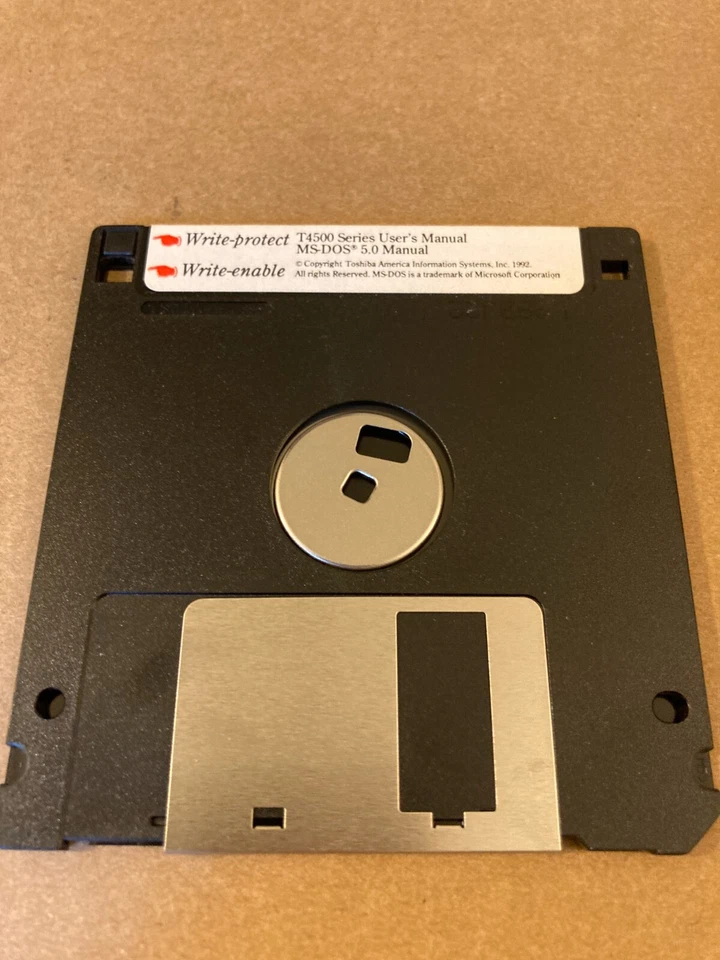 Write-protect T4500 Series User's Manual
MS-DOS® 5.0 Manual
Write-enable © Copyright Toshiba America Information Systems, Inc. 1992.
All rights Reserved. MS-DOS is a trademark of Microsoft Corporation